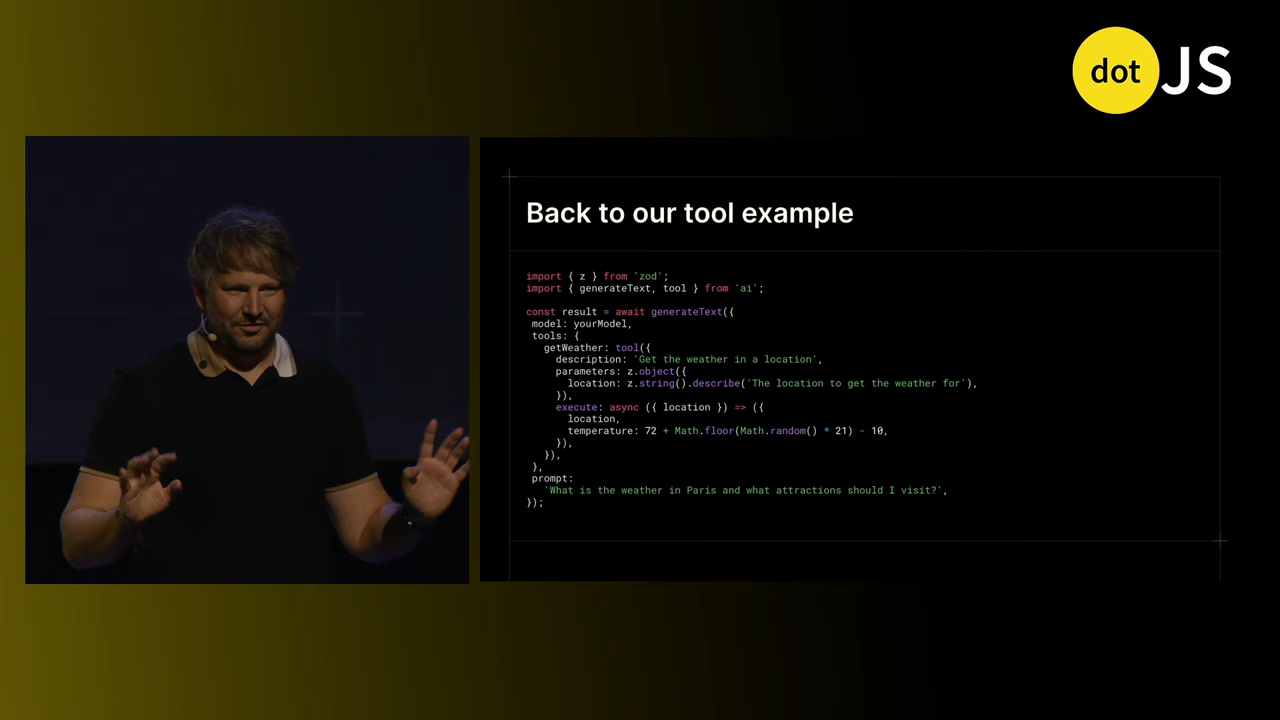 dot JS
Back to our tool example
import { z } from 'zod';
import { generateText, tool } from 'ai';
const result = await generateText({
model: yourModel,
tools: {
getWeather: tool({
description: 'Get the weather in a location',
parameters: z.object({
location: z.string().describe('The location to get the weather for'),
}),
execute: async ({ location }) => ({
location,
temperature: 72 + Math.floor(Math.random() * 21) - 10,
}),
}),
},
prompt:
'What is the weather in Paris and what attractions should I visit?',
});